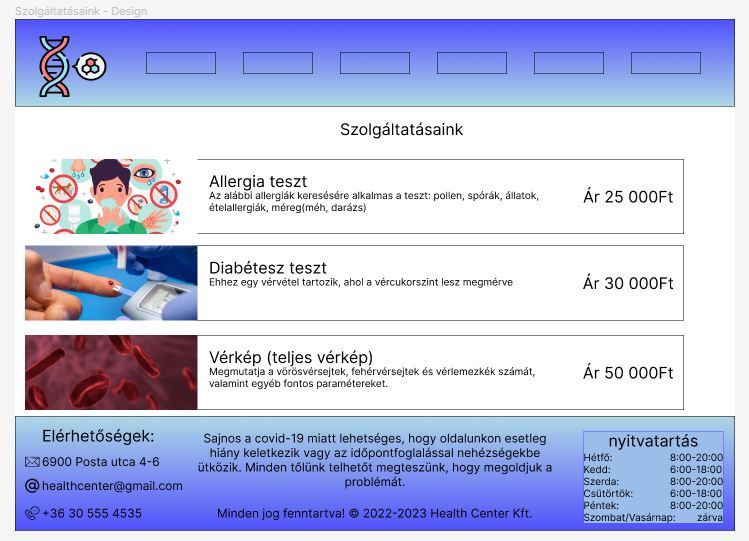 Szolgáltatásaink - Design
Szolgáltatásaink
Allergia teszt
Az alábbi allergiák keresésére alkalmas a teszt: pollen, spórák, állatok,
ételallergiák, méreg(méh, darázs)
Ár 25 000Ft
Diabétesz teszt
Ehhez egy vérvétel tartozik, ahol a vércukorszint lesz megmérve
Ár 30 000Ft
Vérkép (teljes vérkép)
Megmutatja a vörösvérsejtek, fehérvérsejtek és vérlemezkék számát,
valamint egyéb fontos paramétereket.
Ár 50 000Ft
Elérhetőségek:
6900 Posta utca 4-6
healthcenter@gmail.com
+36 30 555 4535
Sajnos a covid-19 miatt lehetséges, hogy oldalunkon esetleg
hiány keletkezik vagy az időpontfoglalással nehézségekbe
ütközik. Minden tőlünk telhetőt megteszünk, hogy megoldjuk a
problémát.
Minden jog fenntartva! © 2022-2023 Health Center Kft.
nyitvatartás
Hétfő: 8:00-20:00
Kedd: 6:00-18:00
Szerda: 8:00-20:00
Csütörtök: 6:00-18:00
Péntek: 8:00-20:00
Szombat/Vasárnap: zárva